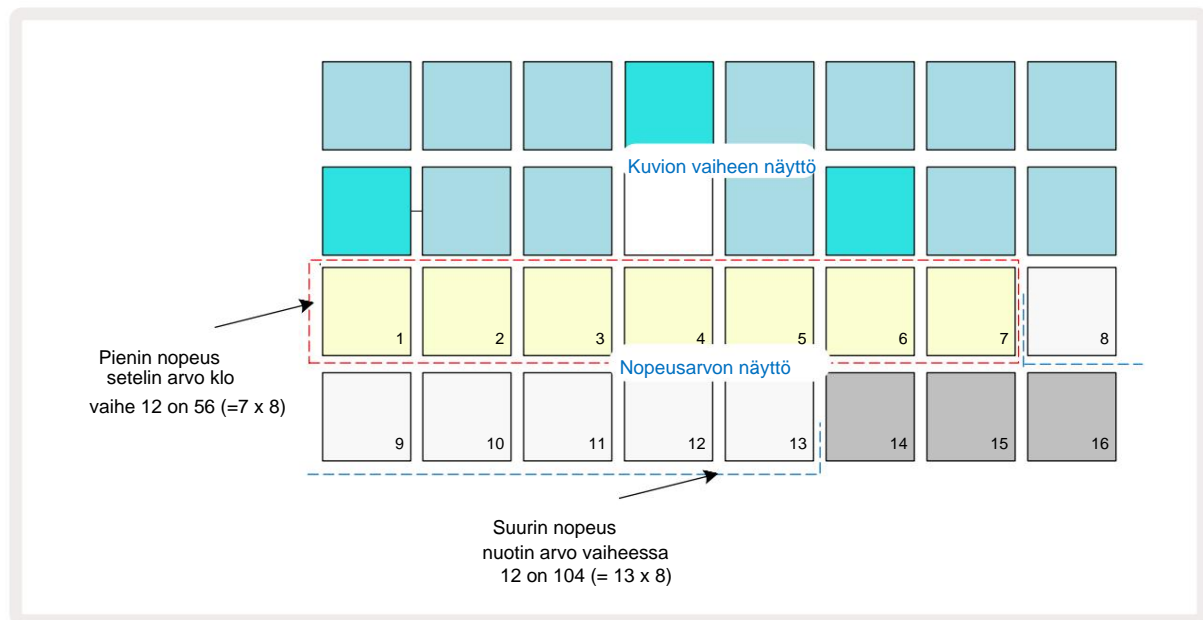 Kuvion vaiheen näyttö
1 2 3 4 5 6 7 8
Pienin nopeus
setelin arvo klo
vaihe 12 on 56 (=7 x 8)
Nopeusarvon näyttö
9 10 11 12 13 14 15 16
Suurin nopeus
nuotin arvo vaiheessa
12 on 104 (= 13 x 8)